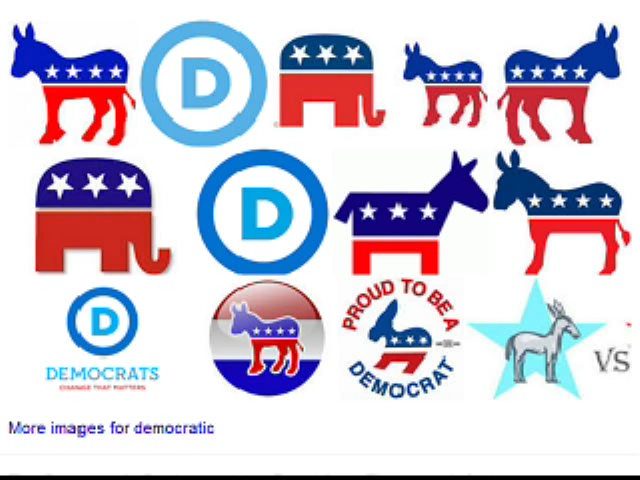 D
D
D
DEMOCRATS
CHANGE THAT MATTERS
PROUD TO BE A
DEMOCRAT
VS
More images for democratic